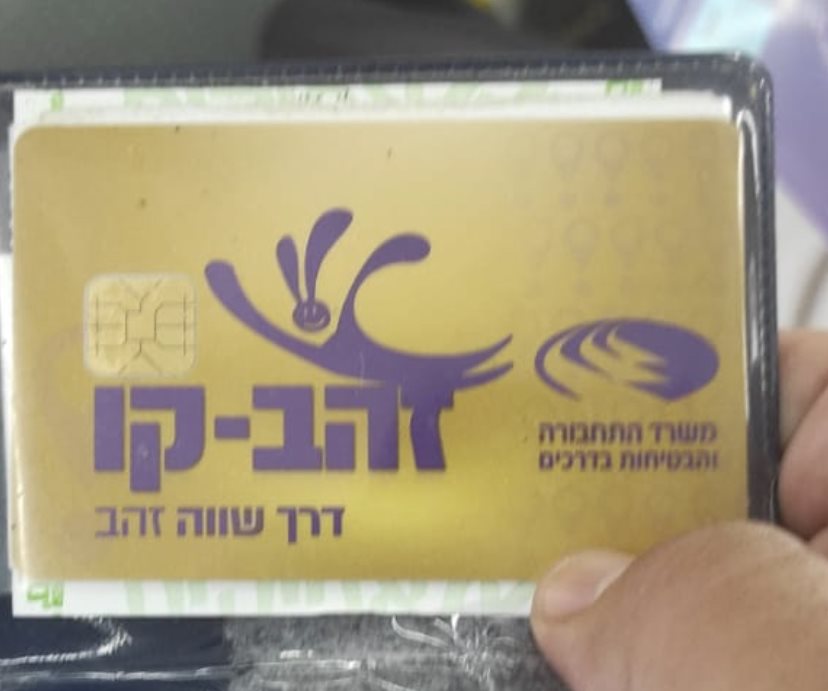 זהב-קו
דרך שווה זהב
משרד התחבורה
והבטיחות בדרכים